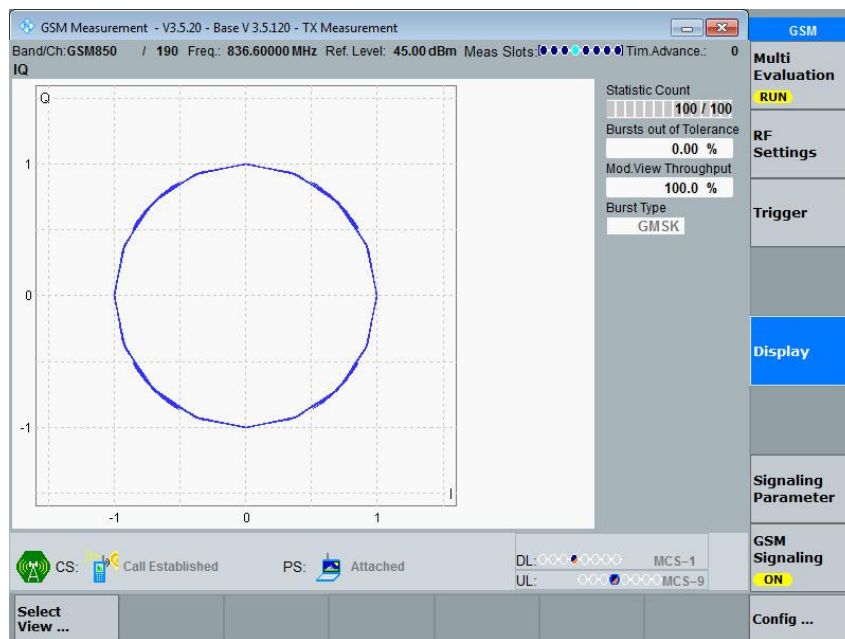 GSM Measurement - V3.5.20 - Base V 3.5.120 - TX Measurement
GSM
Band/Ch: GSM850 / 190 Freq.: 836.60000 MHz Ref. Level: 45.00 dBm Meas Slots: Tim.Advance.: 0
IQ
Multi
Evaluation
RUN
Q
Statistic Count
100 / 100
Bursts out of Tolerance
0.00 %
Mod.View Throughput
100.0 %
Burst Type
GMSK
RF
Settings
Trigger
1
0
-1
I
-1 0 1
Display
Signaling
Parameter
CS: Call Established PS: Attached DL: MCS-1
UL: MCS-9
GSM
Signaling
ON
Select
View ...
Config ...